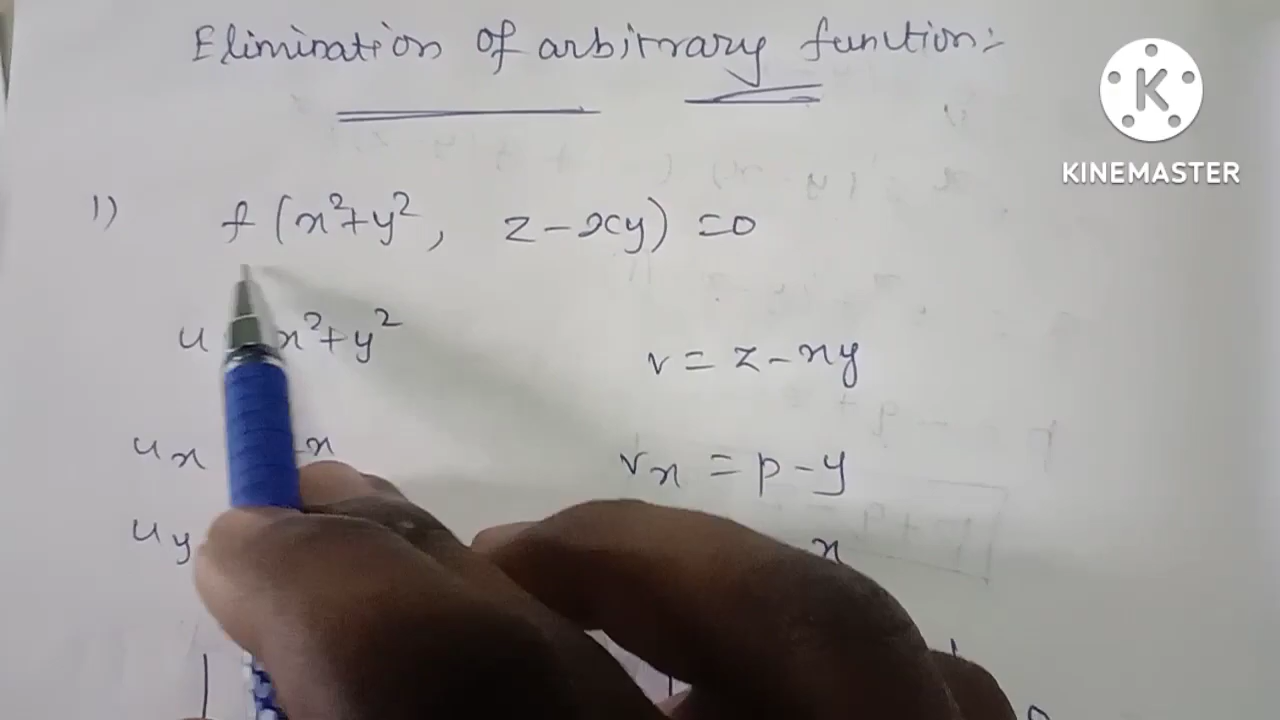 Elimination of arbitrary function:-
K
KINEMASTER
1) f (x²+y², z-xy) =0
u x²+y² v = z-xy
ux x vx = p-y
uy x